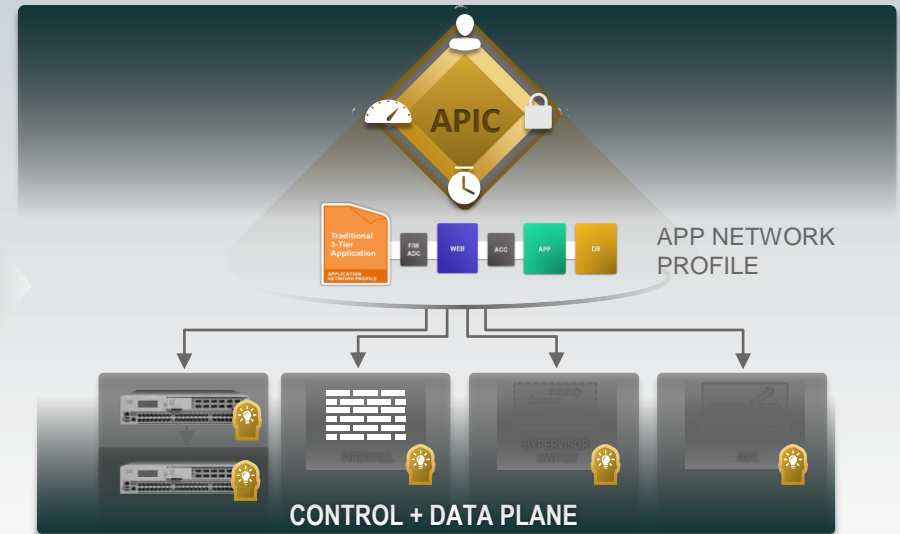 APIC
Traditional
3-Tier
Application
APPLICATION
NETWORK PROFILE
F/W
ADC
WEB
ACC
APP
DB
APP NETWORK
PROFILE
FIREWALL
HYPERVISOR
SWITCH
CONTROL + DATA PLANE